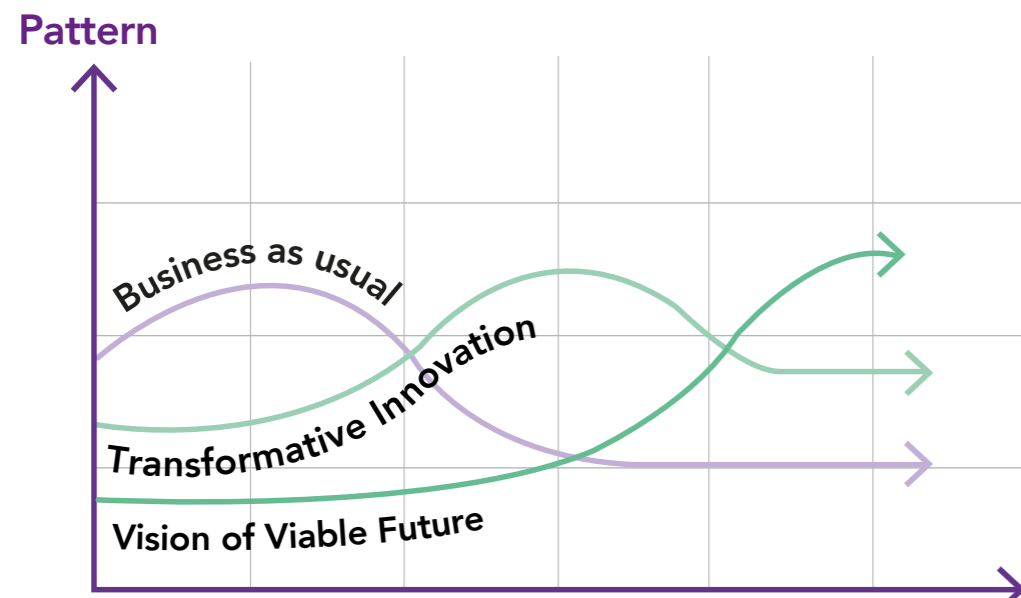 Pattern
Business as usual
Transformative Innovation
Vision of Viable Future